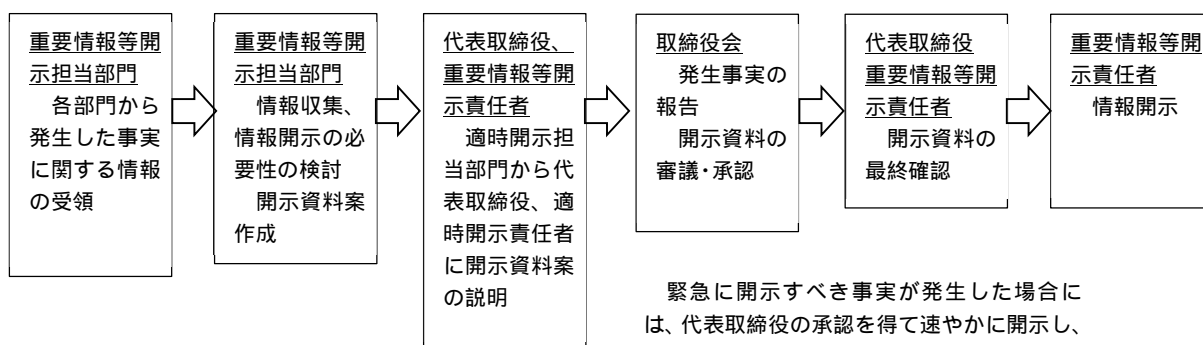 重要情報等開
示担当部門
各部門から
発生した事実
に関する情報
の受領
重要情報等開
示担当部門
情報収集、
情報開示の必
要性の検討
開示資料案
作成
代表取締役、
重要情報等開
示責任者
適時開示担
当部門から代
表取締役、適
時開示責任者
に開示資料案
の説明
取締役会
発生事実の
報告
開示資料の
審議・承認
代表取締役
重要情報等開
示責任者
開示資料の
最終確認
重要情報等開
示責任者
情報開示
緊急に開示すべき事実が発生した場合に
は、代表取締役の承認を得て速やかに開示し、